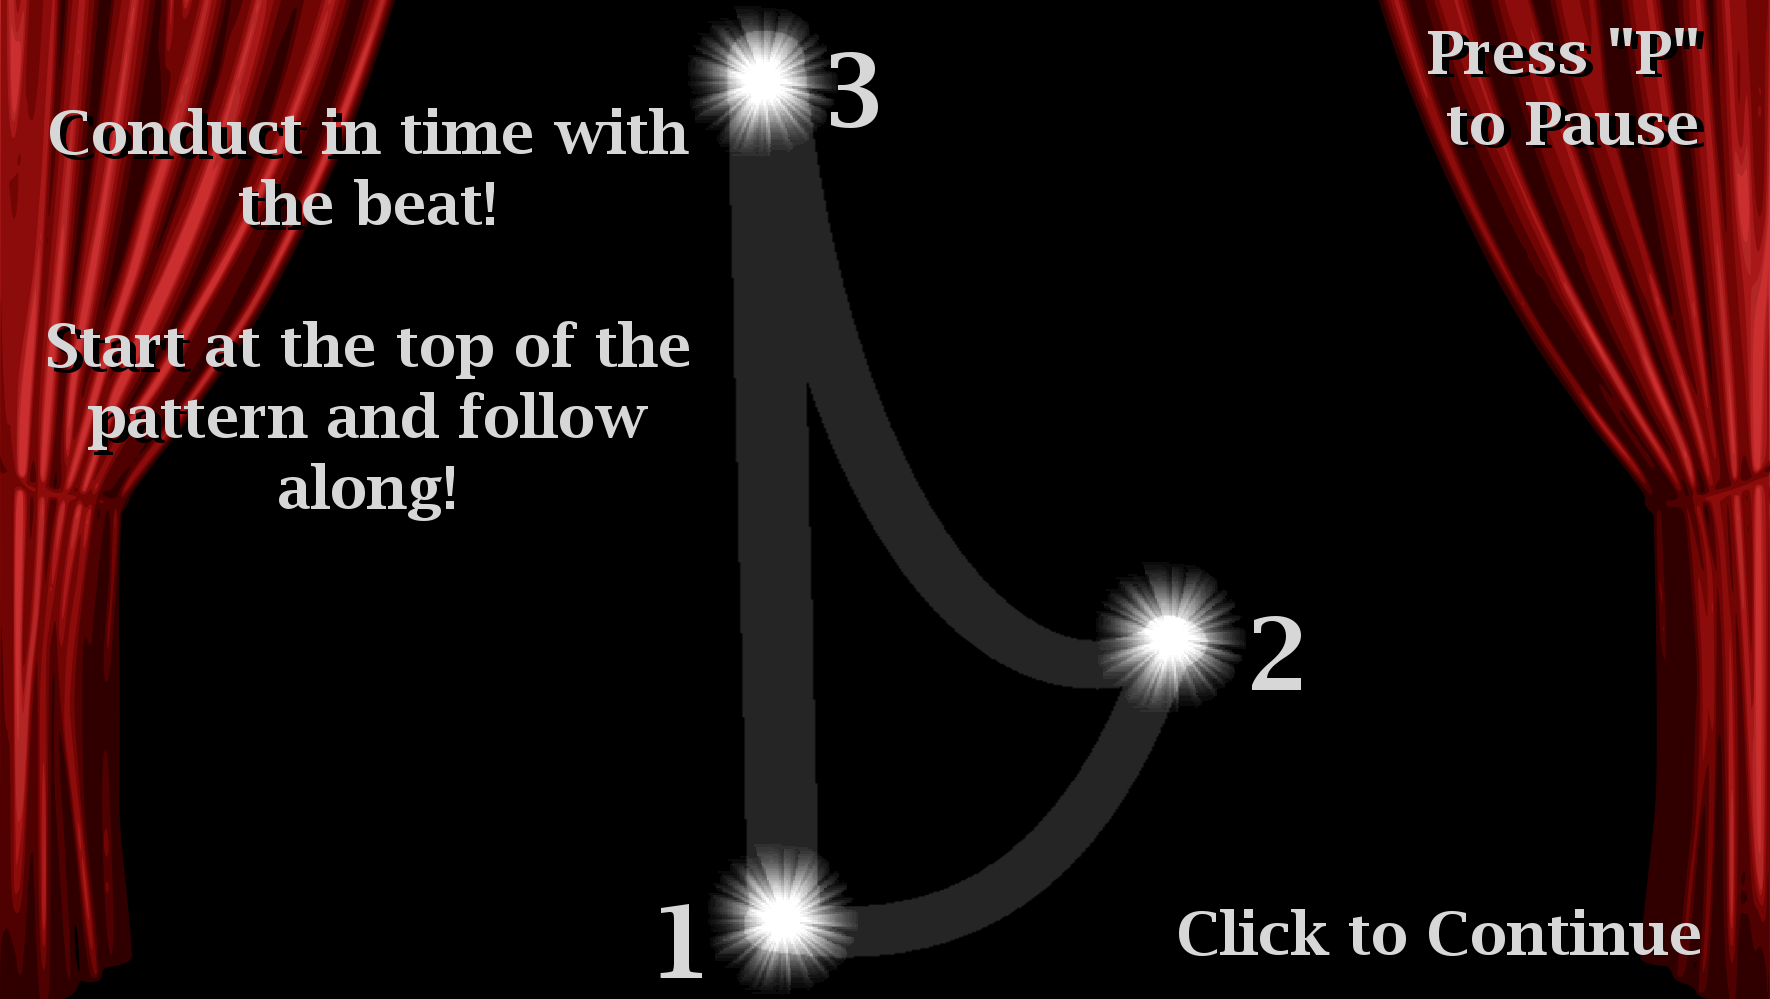 Conduct in time with
the beat!
Start at the top of the
pattern and follow
along!
3
Press "P"
to Pause
2
1
Click to Continue